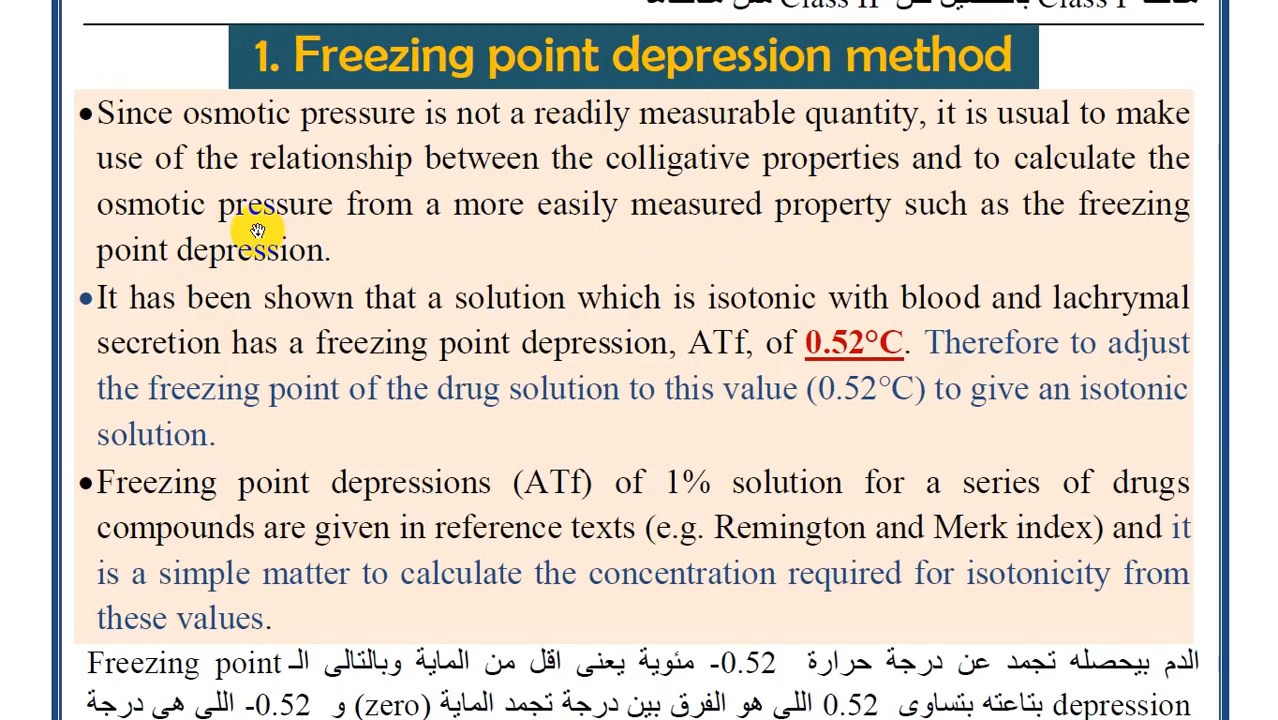 1. Freezing point depression method
•Since osmotic pressure is not a readily measurable quantity, it is usual to make
use of the relationship between the colligative properties and to calculate the
osmotic pressure from a more easily measured property such as the freezing
point depression.
•It has been shown that a solution which is isotonic with blood and lachrymal
secretion has a freezing point depression, ATf, of 0.52°C. Therefore to adjust
the freezing point of the drug solution to this value (0.52°C) to give an isotonic
solution.
•Freezing point depressions (ATf) of 1% solution for a series of drugs
compounds are given in reference texts (e.g. Remington and Merk index) and it
is a simple matter to calculate the concentration required for isotonicity from
these values.
الدم بيحصله تجمد عن درجة حرارة 0.52- مئوية يعنى اقل من الماية وبالتالى الـ Freezing point
depression بتاعته بتساوى 0.52 اللى هو الفرق بين درجة تجمد الماية (zero) و 0.52- اللى هى درجة